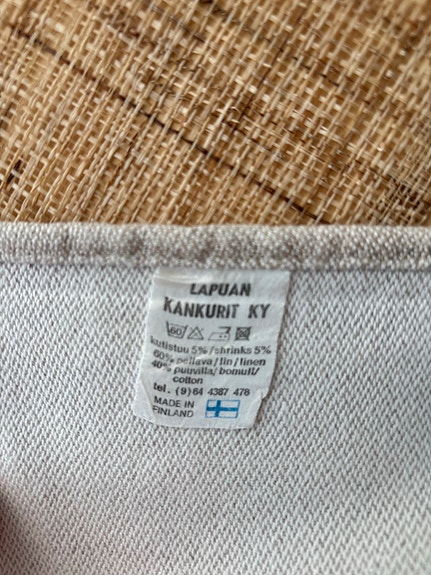 LAPUAN
KANKURIT KY
60
kutistuu 5% /shrinks 5%
60% pellava/lin/linen
40% puuvilla/bomull/
cotton
tel. (9)64 4387 478
MADE IN
FINLAND